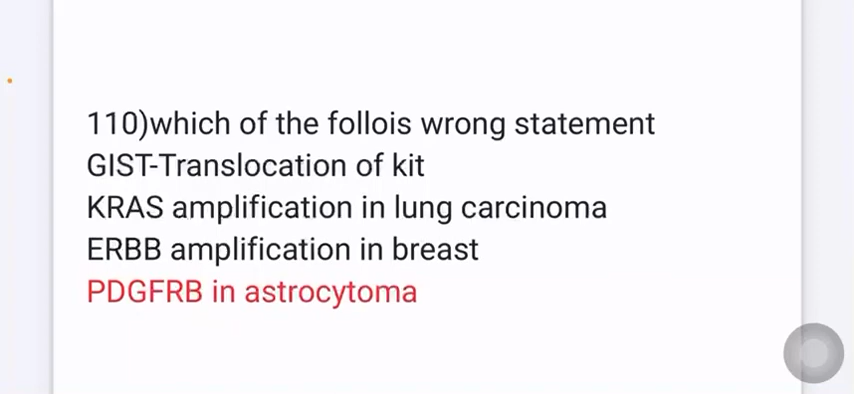 110)which of the follois wrong statement
GIST-Translocation of kit
KRAS amplification in lung carcinoma
ERBB amplification in breast
PDGFRB in astrocytoma